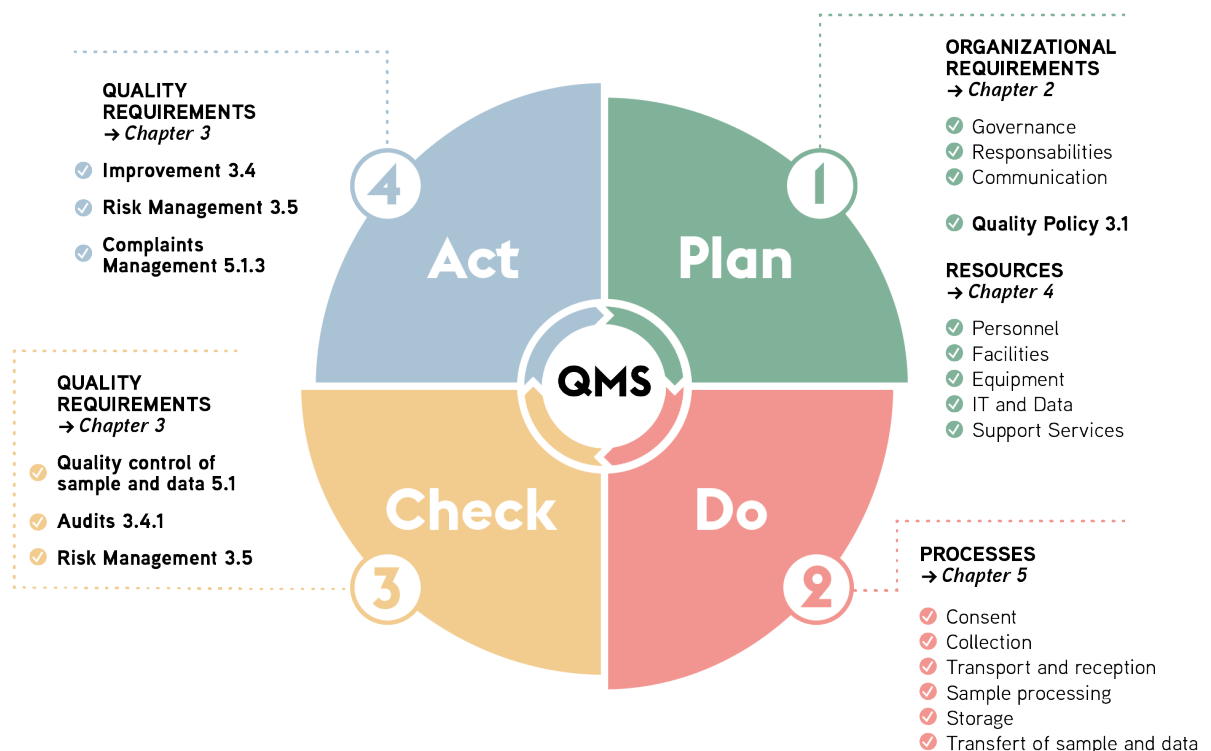 ORGANIZATIONAL
REQUIREMENTS
→ Chapter 2
Governance
Responsabilities
Communication
Quality Policy 3.1
RESOURCES
→ Chapter 4
Personnel
Facilities
Equipment
IT and Data
Support Services
QUALITY
REQUIREMENTS
→ Chapter 3
Improvement 3.4
Risk Management 3.5
Complaints
Management 5.1.3
4
1
Act
Plan
QMS
Check
Do
3
2
QUALITY
REQUIREMENTS
→ Chapter 3
Quality control of
sample and data 5.1
Audits 3.4.1
Risk Management 3.5
PROCESSES
→ Chapter 5
Consent
Collection
Transport and reception
Sample processing
Storage
Transfert of sample and data